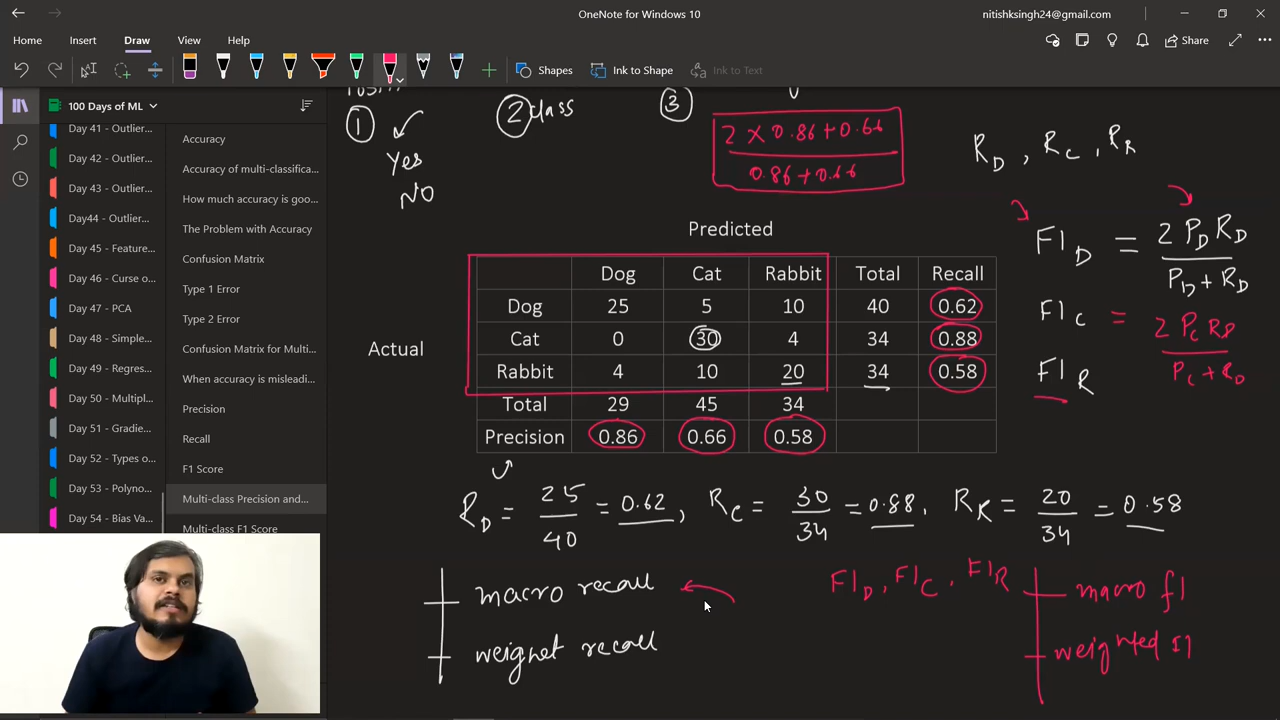 OneNote for Windows 10
nitishksingh24@gmail.com
Home Insert Draw View Help
Share
Shapes Ink to Shape Ink to Text
100 Days of ML
Day 41 - Outlier...
Day 42 - Outlier...
Day 43 - Outlier...
Day44 - Outlier...
Day 45 - Feature...
Day 46 - Curse o...
Day 47 - PCA
Day 48 - Simple...
Day 49 - Regres...
Day 50 - Multipl...
Day 51 - Gradie...
Day 52 - Types o...
Day 53 - Polyno...
Day 54 - Bias Va...
Accuracy
Accuracy of multi-classifica...
How much accuracy is goo...
The Problem with Accuracy
Confusion Matrix
Type 1 Error
Type 2 Error
Confusion Matrix for Multi...
When accuracy is misleadi...
Precision
Recall
F1 Score
Multi-class Precision and...
Multi-class F1 Score
① ② class ③
Yes
NO
2 × 0.86 + 0.66
0.86 + 0.66
R_D , R_C , R_R
F1_D = 2 P_D R_D
P_D + R_D
F1_C = 2 P_C R_D
P_C + R_D
F1_R
Predicted
Dog Cat Rabbit Total Recall
Dog 25 5 10 40 0.62
Actual
Cat 0 30 4 34 0.88
Rabbit 4 10 20 34 0.58
Total 29 45 34
Precision 0.86 0.66 0.58
R_D = 25/40 = 0.62 , R_C = 30/34 = 0.88 . R_R = 20/34 = 0.58
macro recall
weignet recall
F1_D , F1_C , F1_R
macro f1
weighted f1